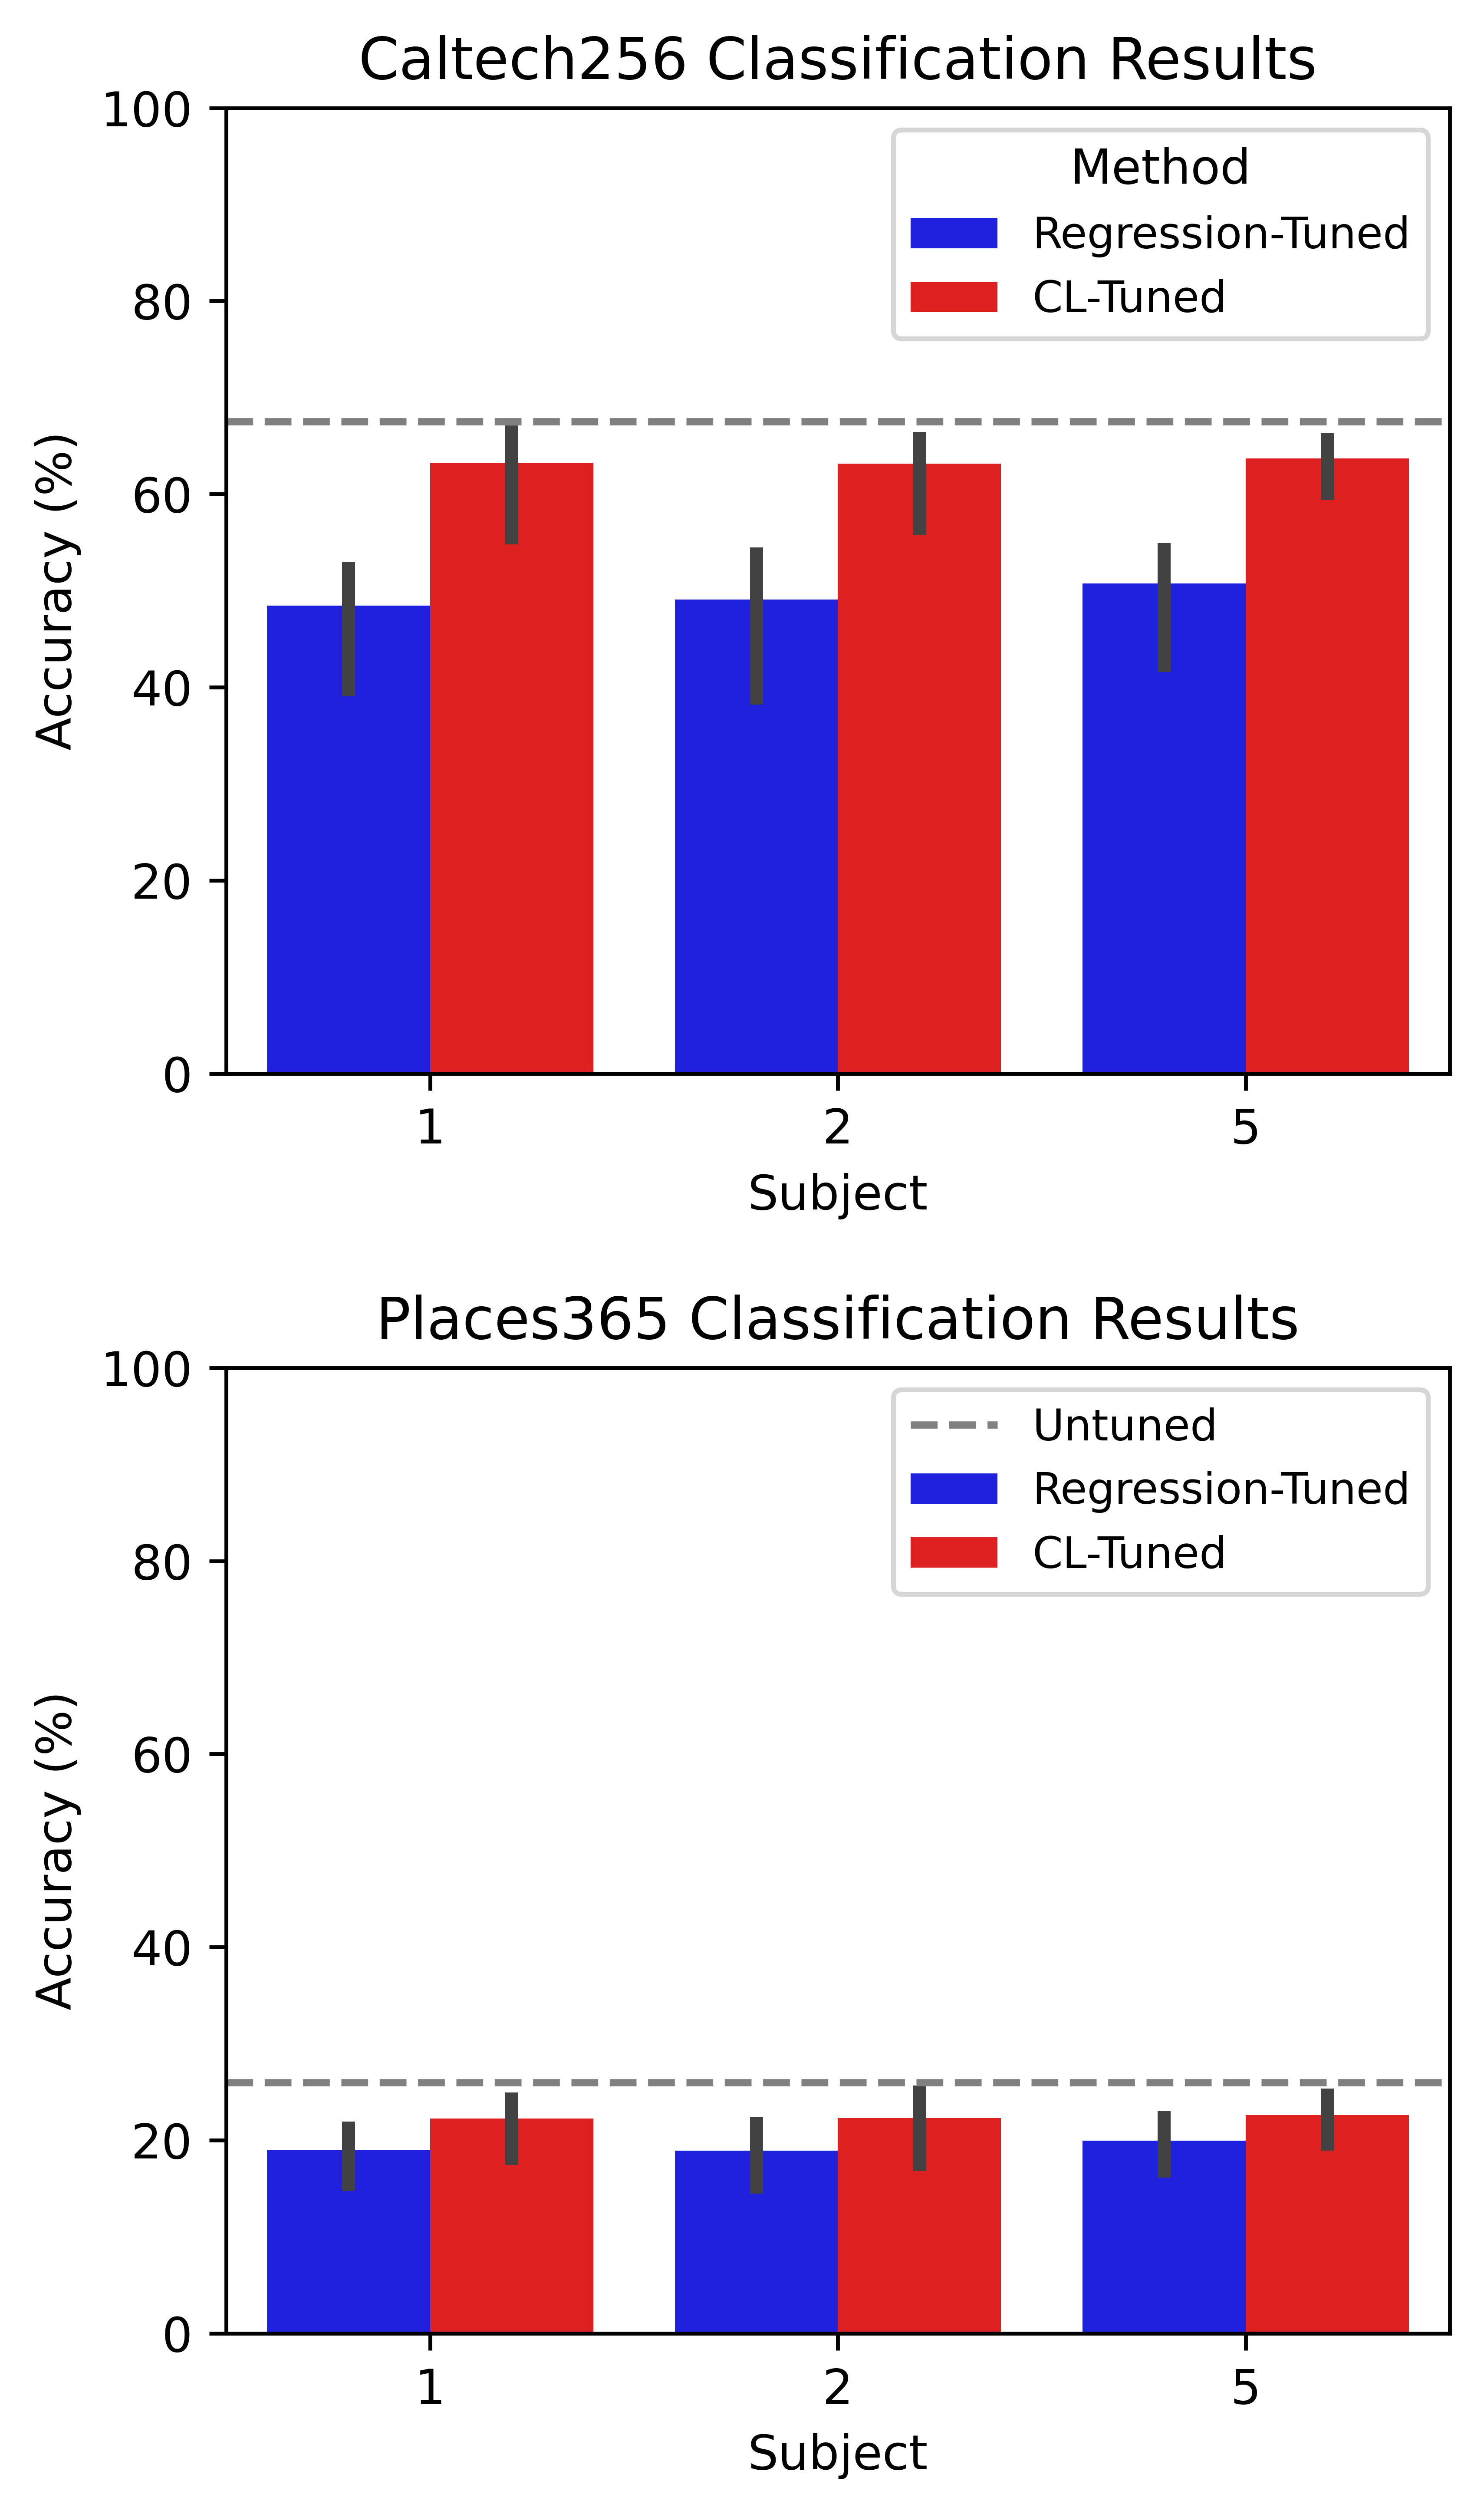 Caltech256 Classification Results
100
80
60
40
20
0
Accuracy (%)
Method
Regression-Tuned
CL-Tuned
1 2 5
Subject
Places365 Classification Results
100
80
60
40
20
0
Accuracy (%)
Untuned
Regression-Tuned
CL-Tuned
1 2 5
Subject